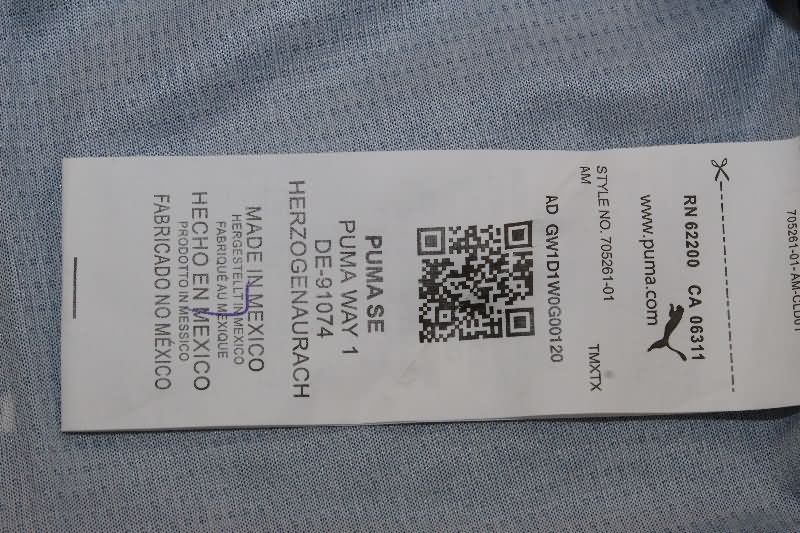 705261-01-AM-CLD01
RN 62200 CA 06311
www.puma.com
STYLE NO. 705261-01 TMXTX
AM
AD GW1D1W0G00120
PUMA SE
PUMA WAY 1
DE-91074
HERZOGENAURACH
MADE IN MEXICO
HERGESTELLT IN MEXICO
FABRIQUÉ AU MEXIQUE
HECHO EN MEXICO
PRODOTTO IN MESSICO
FABRICADO NO MÉXICO